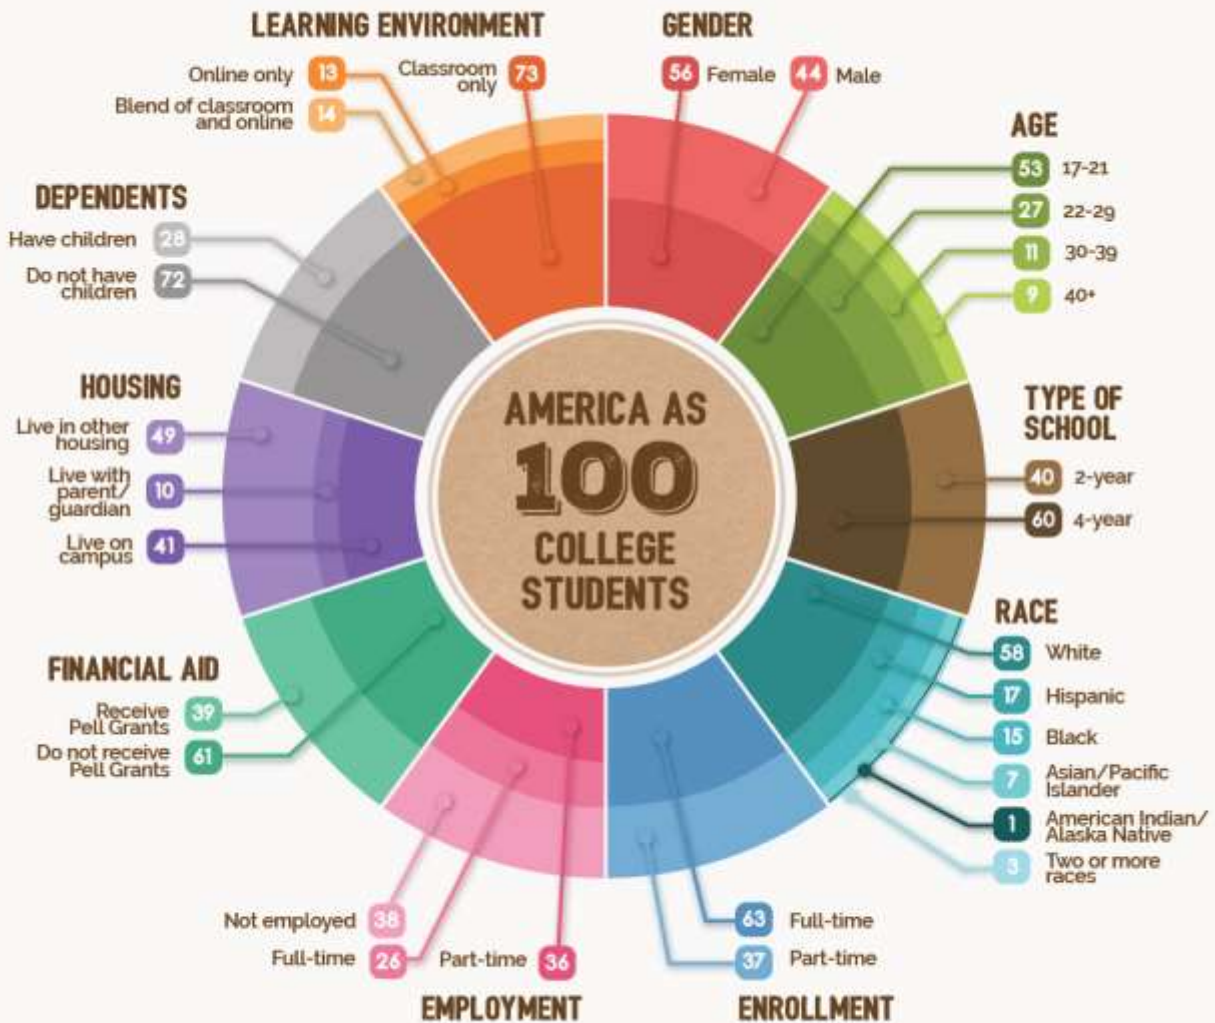 LEARNING ENVIRONMENT
Online only 13
Blend of classroom
and online 14
Classroom
only 73
GENDER
56 Female
44 Male
AGE
53 17-21
27 22-29
11 30-39
9 40+
TYPE OF
SCHOOL
40 2-year
60 4-year
RACE
58 White
17 Hispanic
15 Black
7 Asian/Pacific
Islander
1 American Indian/
Alaska Native
3 Two or more
races
DEPENDENTS
Have children 28
Do not have
children 72
HOUSING
Live in other
housing 49
Live with
parent/
guardian 10
Live on
campus 41
FINANCIAL AID
Receive
Pell Grants 39
Do not receive
Pell Grants 61
AMERICA AS
100
COLLEGE
STUDENTS
Not employed 38
Full-time 26
Part-time 36
EMPLOYMENT
63 Full-time
37 Part-time
ENROLLMENT